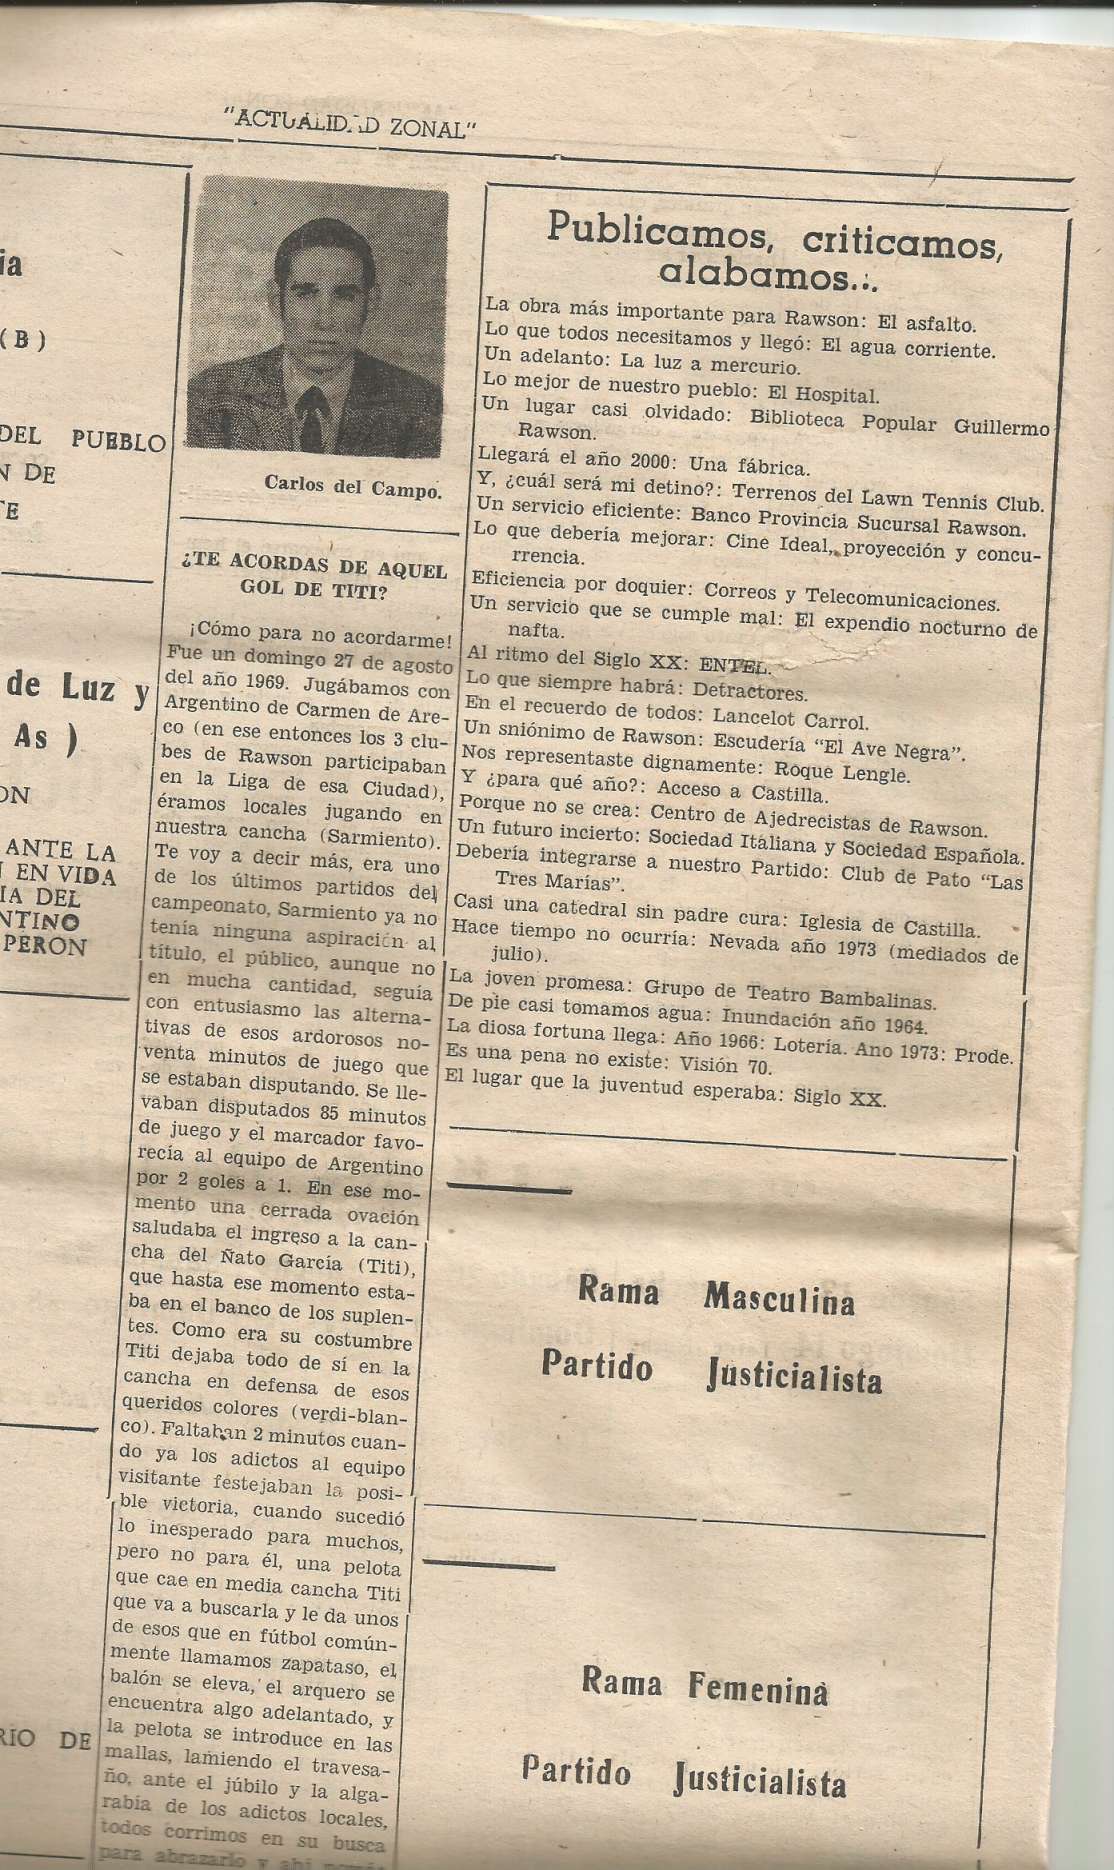 "ACTUALIDAD ZONAL"
ia
( B )
DEL PUEBLO
N DE
TE
de Luz y
As )
ON
ANTE LA
N EN VIDA
IA DEL
NTINO
PERON
RIO DE
Carlos del Campo.
¿TE ACORDAS DE AQUEL
GOL DE TITI?
¡Cómo para no acordarme!
Fue un domingo 27 de agosto
del año 1969. Jugábamos con
Argentino de Carmen de Are-
co (en ese entonces los 3 clu-
bes de Rawson participaban
en la Liga de esa Ciudad),
éramos locales jugando en
nuestra cancha (Sarmiento).
Te voy a decir más, era uno
de los últimos partidos del
campeonato, Sarmiento ya no
tenía ninguna aspiración al
título, el público, aunque no
en mucha cantidad, seguía
con entusiasmo las alterna-
tivas de esos ardorosos no-
venta minutos de juego que
se estaban disputando. Se lle-
vaban disputados 85 minutos
de juego y el marcador favo-
recía al equipo de Argentino
por 2 goles a 1. En ese mo-
mento una cerrada ovación
saludaba el ingreso a la can-
cha del Ñato García (Titi),
que hasta ese momento esta-
ba en el banco de los suplen-
tes. Como era su costumbre
Titi dejaba todo de sí en la
cancha en defensa de esos
queridos colores (verdi-blan-
co). Faltaban 2 minutos cuan-
do ya los adictos al equipo
visitante festejaban la posi-
ble victoria, cuando sucedió
lo inesperado para muchos,
pero no para él, una pelota
que cae en media cancha Titi
que va a buscarla y le da unos
de esos que en fútbol común-
mente llamamos zapataso, el
balón se eleva, el arquero se
encuentra algo adelantado, y
la pelota se introduce en las
mallas, lamiendo el travesa-
ño, ante el júbilo y la alga-
rabía de los adictos locales,
todos corrimos en su busca
para abrazarlo y ahí
Publicamos, criticamos,
alabamos...
La obra más importante para Rawson: El asfalto.
Lo que todos necesitamos y llegó: El agua corriente.
Un adelanto: La luz a mercurio.
Lo mejor de nuestro pueblo: El Hospital.
Un lugar casi olvidado: Biblioteca Popular Guillermo
Rawson.
Llegará el año 2000: Una fábrica.
Y, ¿cuál será mi detino?: Terrenos del Lawn Tennis Club.
Un servicio eficiente: Banco Provincia Sucursal Rawson.
Lo que debería mejorar: Cine Ideal, proyección y concu-
rrencia.
Eficiencia por doquier: Correos y Telecomunicaciones.
Un servicio que se cumple mal: El expendio nocturno de
nafta.
Al ritmo del Siglo XX: ENTEL.
Lo que siempre habrá: Detractores.
En el recuerdo de todos: Lancelot Carrol.
Un sniónimo de Rawson: Escudería "El Ave Negra".
Nos representaste dignamente: Roque Lengle.
Y ¿para qué año?: Acceso a Castilla.
Porque no se crea: Centro de Ajedrecistas de Rawson.
Un futuro incierto: Sociedad Italiana y Sociedad Española.
Debería integrarse a nuestro Partido: Club de Pato "Las
Tres Marías".
Casi una catedral sin padre cura: Iglesia de Castilla.
Hace tiempo no ocurría: Nevada año 1973 (mediados de
julio).
La joven promesa: Grupo de Teatro Bambalinas.
De pie casi tomamos agua: Inundación año 1964.
La diosa fortuna llega: Año 1966: Lotería. Ano 1973: Prode.
Es una pena no existe: Visión 70.
El lugar que la juventud esperaba: Siglo XX.
Rama Masculina
Partido Justicialista
Rama Femenina
Partido Justicialista